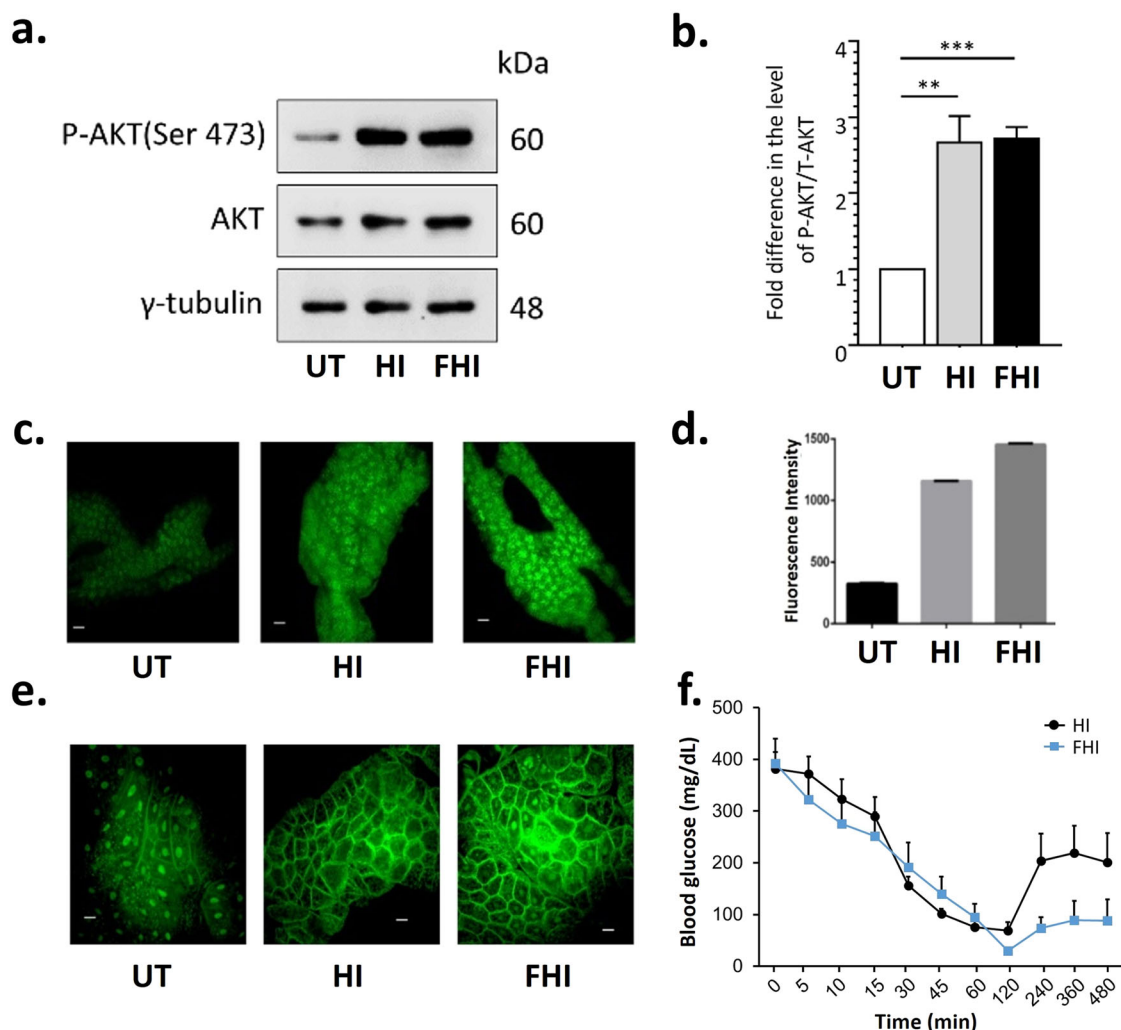 a.
kDa
P-AKT(Ser 473)
60
AKT
60
γ-tubulin
48
UT HI FHI
b.
Fold difference in the level
of P-AKT/T-AKT
4
3
2
1
0
***
**
UT HI FHI
c.
UT
HI
FHI
d.
Fluorescence Intensity
1500
1000
500
0
UT HI FHI
e.
UT
HI
FHI
f.
Blood glucose (mg/dL)
500
400
300
200
100
0
HI
FHI
0 5 10 15 30 45 60 120 240 360 480
Time (min)